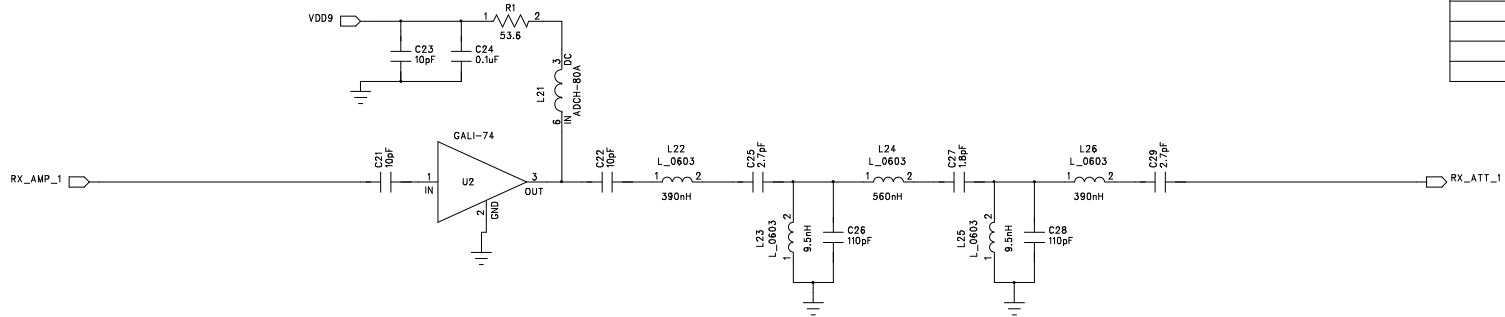 VDD9
1
R1
2
53.6
C23
10pF
C24
0.1uF
3
DC
L21
ADCH-80A
6
IN
GALI-74
RX_AMP_1
C21
10pF
1
IN
U2
3
OUT
2
GND
C22
10pF
L22
L_0603
1
2
390nH
C25
2.7pF
L24
L_0603
1
2
560nH
C27
1.8pF
L26
L_0603
1
2
390nH
C29
2.7pF
RX_ATT_1
L23
L_0603
2
1
9.5nH
C26
110pF
L25
L_0603
2
1
9.5nH
C28
110pF